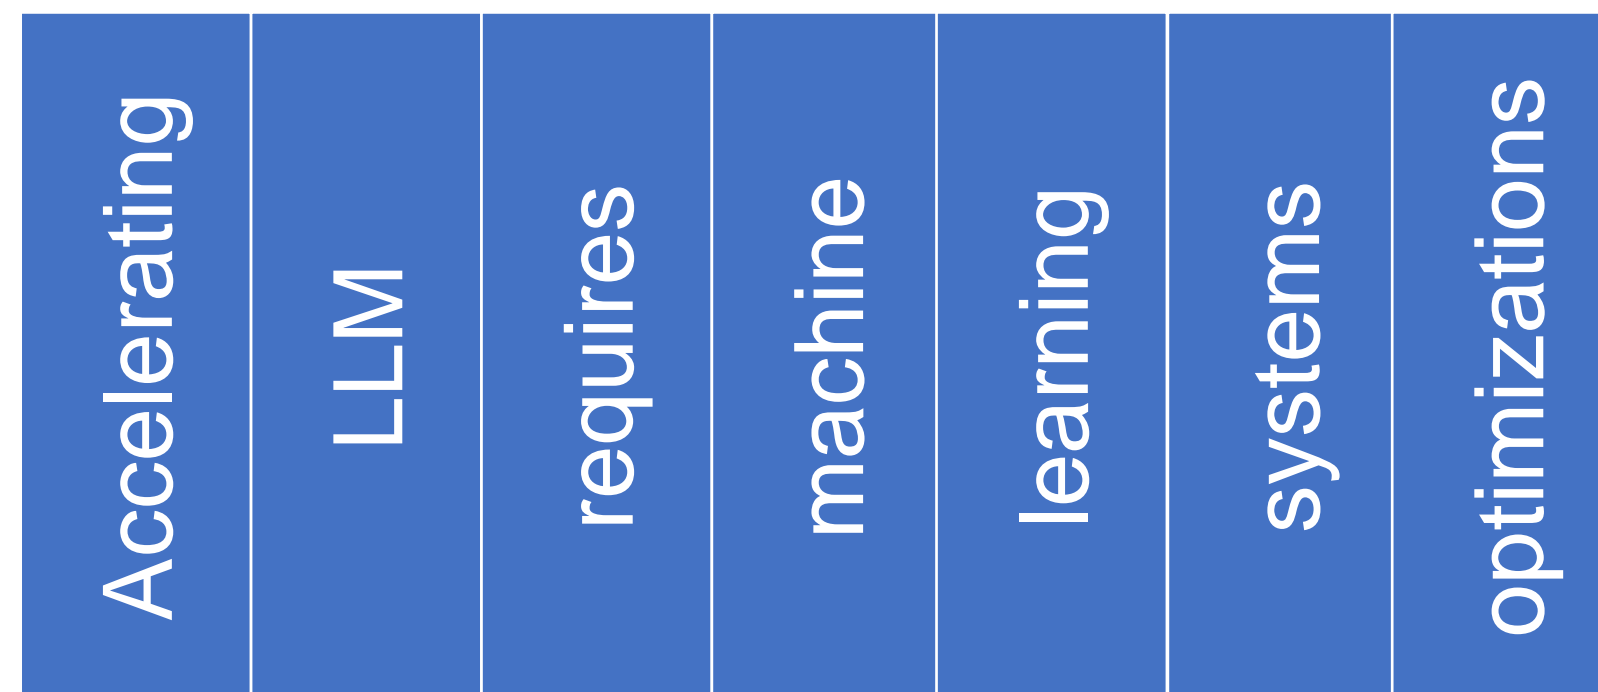 Accelerating
LLM
requires
machine
learning
systems
optimizations